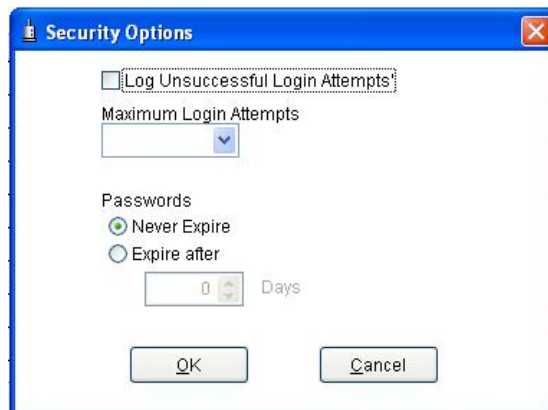 Security Options
Log Unsuccessful Login Attempts'
Maximum Login Attempts
Passwords
Never Expire
Expire after
0 Days
OK Cancel